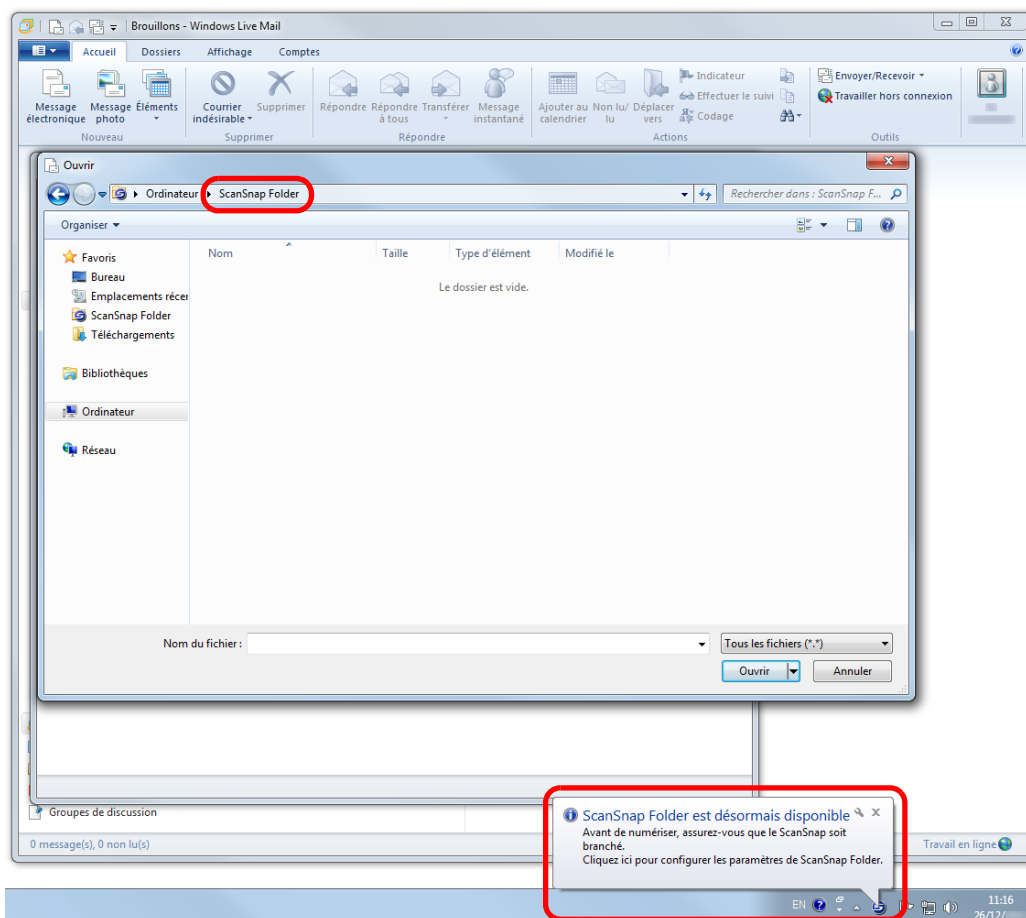 Brouillons - Windows Live Mail
Accueil Dossiers Affichage Comptes
Message électronique
Message photo
Éléments
Nouveau
Courrier indésirable
Supprimer
Supprimer
Répondre
Répondre à tous
Transférer
Message instantané
Répondre
Ajouter au calendrier
Non lu/ lu
Déplacer vers
Indicateur
Effectuer le suivi
Codage
Actions
Envoyer/Recevoir
Travailler hors connexion
Outils
Ouvrir
Ordinateur ScanSnap Folder
Rechercher dans : ScanSnap F...
Organiser
Favoris
Bureau
Emplacements récer
ScanSnap Folder
Téléchargements
Bibliothèques
Ordinateur
Réseau
Nom Taille Type d'élément Modifié le
Le dossier est vide.
Nom du fichier :
Tous les fichiers (*.*)
Ouvrir Annuler
Groupes de discussion
0 message(s), 0 non lu(s)
Travail en ligne
ScanSnap Folder est désormais disponible
Avant de numériser, assurez-vous que le ScanSnap soit
branché.
Cliquez ici pour configurer les paramètres de ScanSnap Folder.
EN
11:16
26/12/